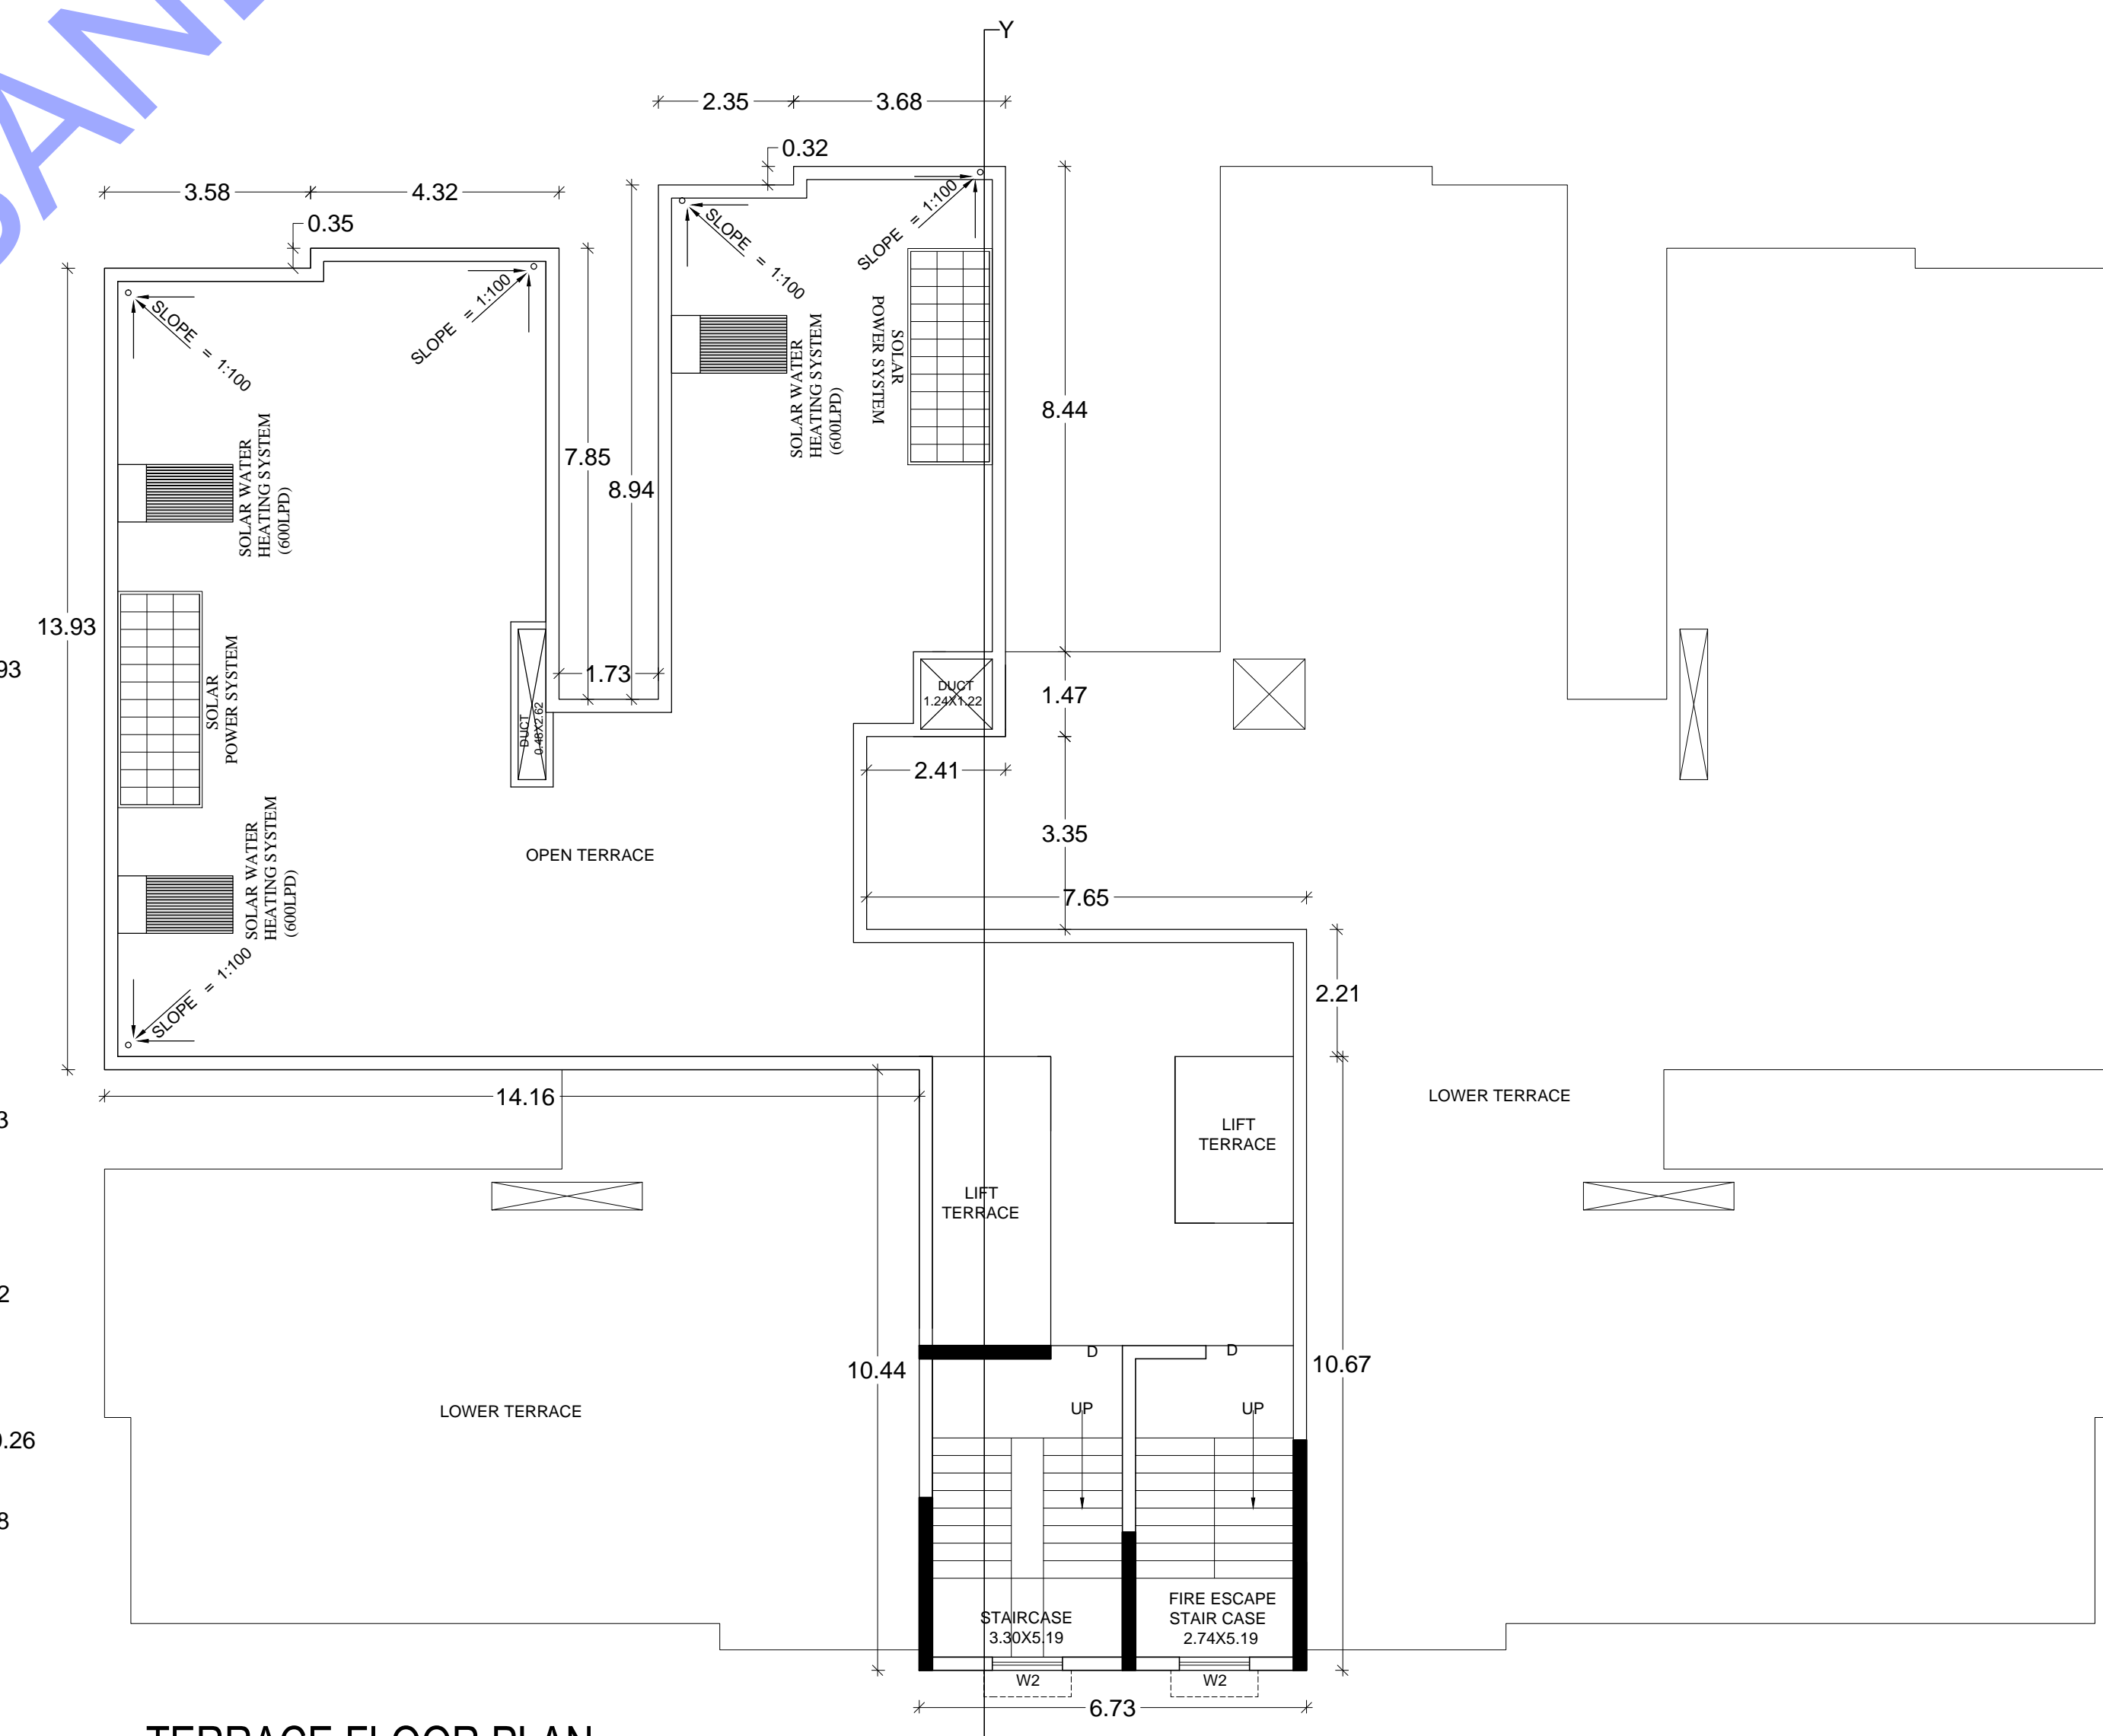 Y
2.35
3.68
0.32
3.58
4.32
0.35
SLOPE = 1:100
SLOPE = 1:100
SLOPE = 1:100
SLOPE = 1:100
SOLAR WATER
HEATING SYSTEM
(600LPD)
SOLAR
POWER SYSTEM
8.44
7.85
8.94
SOLAR WATER
HEATING SYSTEM
(600LPD)
13.93
93
SOLAR
POWER SYSTEM
1.73
DUCT
1.24X1.22
1.47
DUCT
0.48X2.62
2.41
3.35
OPEN TERRACE
SOLAR WATER
HEATING SYSTEM
(600LPD)
7.65
2.21
SLOPE = 1:100
14.16
LOWER TERRACE
LIFT
TERRACE
LIFT
TERRACE
D
D
10.44
10.67
LOWER TERRACE
UP
UP
0.26
STAIRCASE
3.30X5.19
FIRE ESCAPE
STAIR CASE
2.74X5.19
W2
W2
6.73
TERRACE FLOOR PLAN